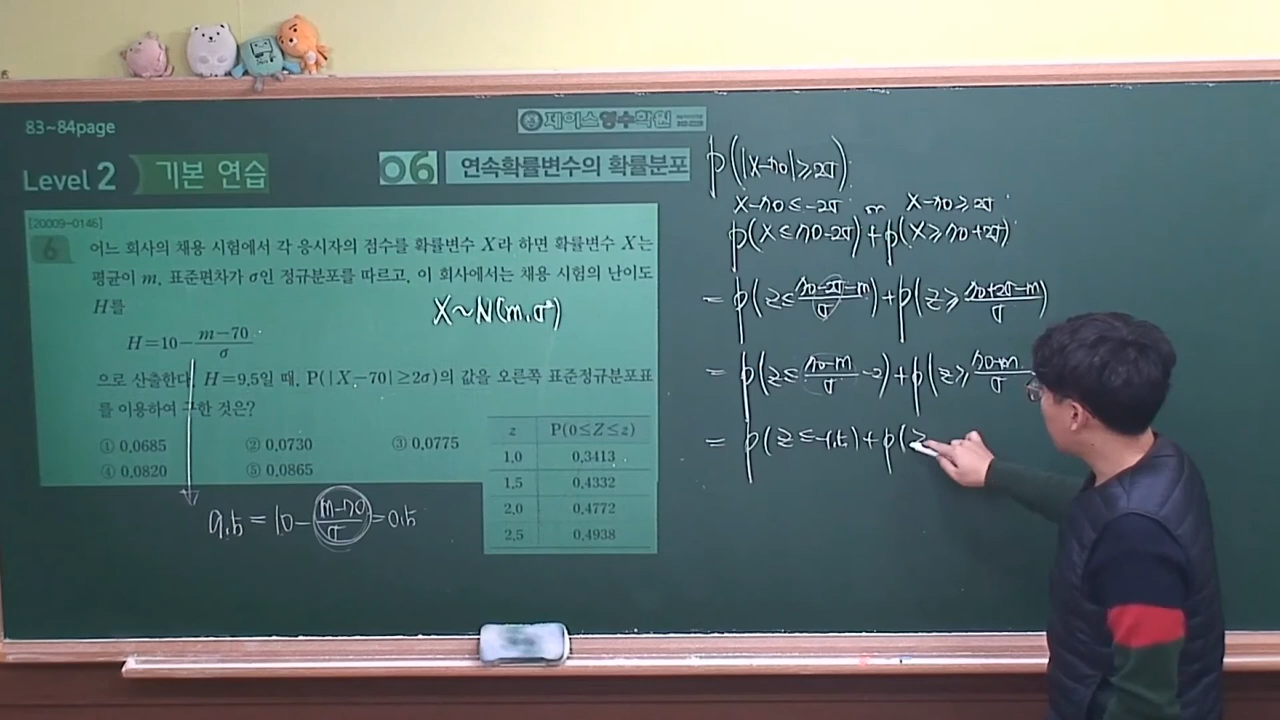 83~84page
제이스영수학원
Level 2 기본 연습
06 연속확률변수의 확률분포
[20009-0146]
6 어느 회사의 채용 시험에서 각 응시자의 점수를 확률변수 X라 하면 확률변수 X는
평균이 m, 표준편차가 σ인 정규분포를 따르고, 이 회사에서는 채용 시험의 난이도
H를
X~N(m, σ²)
H=10-\frac{m-70}{σ}
으로 산출한다. H=9.5일 때, P(|X-70|≥2σ)의 값을 오른쪽 표준정규분포표
를 이용하여 구한 것은?
① 0.0685 ② 0.0730 ③ 0.0775
④ 0.0820 ⑤ 0.0865
z P(0≤Z≤z)
1.0 0.3413
1.5 0.4332
2.0 0.4772
2.5 0.4938
9.5=10-\frac{m-70}{σ}=0.5
P(|X-70|≥2σ)
X-70≤-2σ or X-70≥2σ
P(X≤70-2σ)+P(X≥70+2σ)
=P(Z≤\frac{70-2σ-m}{σ})+P(Z≥\frac{70+2σ-m}{σ})
=P(Z≤\frac{70-m}{σ}-2)+P(Z≥\frac{70-m}{σ}
=P(Z≤-1.5)+P(Z